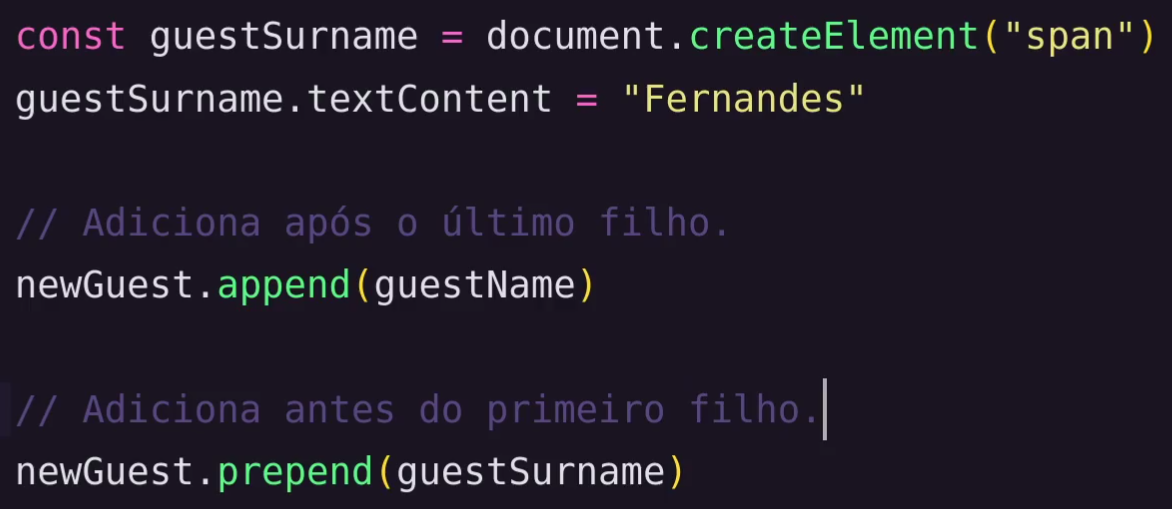 const guestSurname = document.createElement("span")
guestSurname.textContent = "Fernandes"
// Adiciona após o último filho.
newGuest.append(guestName)
// Adiciona antes do primeiro filho.
newGuest.prepend(guestSurname)